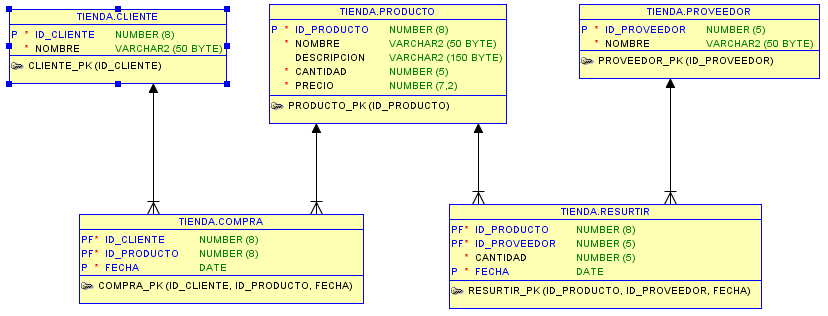 TIENDA.CLIENTE
P * ID_CLIENTE NUMBER (8)
* NOMBRE VARCHAR2 (50 BYTE)
CLIENTE_PK (ID_CLIENTE)
TIENDA.PRODUCTO
P * ID_PRODUCTO NUMBER (8)
* NOMBRE VARCHAR2 (50 BYTE)
DESCRIPCION VARCHAR2 (150 BYTE)
* CANTIDAD NUMBER (5)
* PRECIO NUMBER (7,2)
PRODUCTO_PK (ID_PRODUCTO)
TIENDA.PROVEEDOR
P * ID_PROVEEDOR NUMBER (5)
* NOMBRE VARCHAR2 (50 BYTE)
PROVEEDOR_PK (ID_PROVEEDOR)
TIENDA.COMPRA
PF* ID_CLIENTE NUMBER (8)
PF* ID_PRODUCTO NUMBER (8)
P * FECHA DATE
COMPRA_PK (ID_CLIENTE, ID_PRODUCTO, FECHA)
TIENDA.RESURTIR
PF* ID_PRODUCTO NUMBER (8)
PF* ID_PROVEEDOR NUMBER (5)
* CANTIDAD NUMBER (5)
P * FECHA DATE
RESURTIR_PK (ID_PRODUCTO, ID_PROVEEDOR, FECHA)